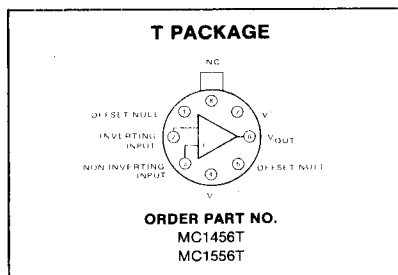 T PACKAGE
NC
8
OFFSET NULL 1 7 V
INVERTING INPUT 2 6 VOUT
NON INVERTING INPUT 3 5 OFFSET NULL
4
V
ORDER PART NO.
MC1456T
MC1556T